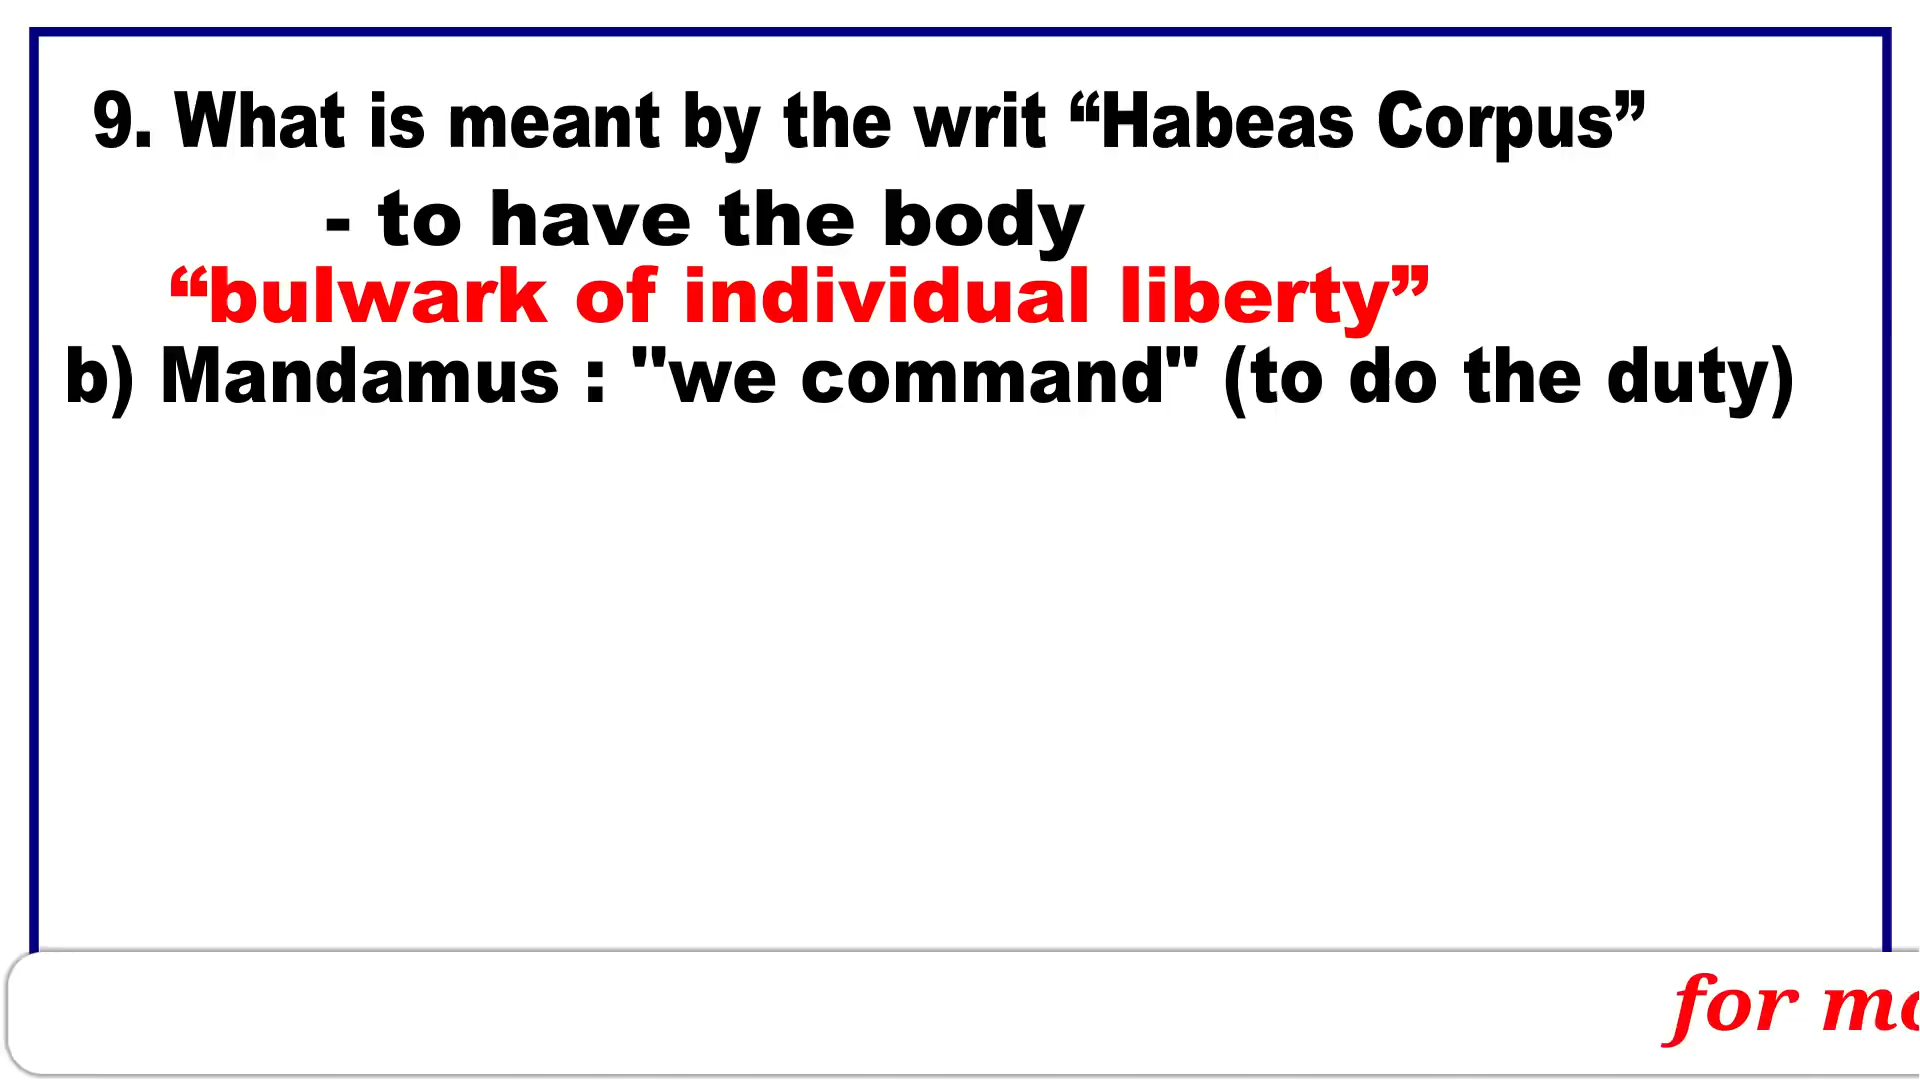 9. What is meant by the writ “Habeas Corpus”
- to have the body
“bulwark of individual liberty”
b) Mandamus : "we command" (to do the duty)
for